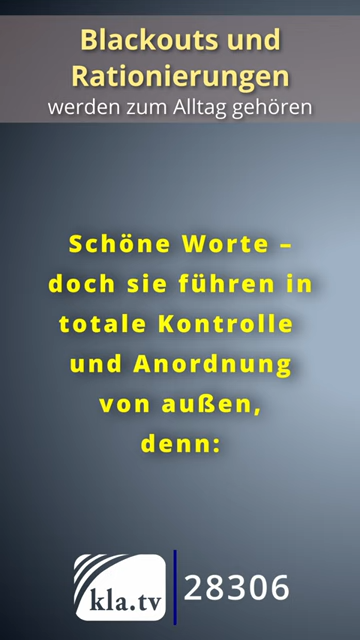 Blackouts und
Rationierungen
werden zum Alltag gehören
Schöne Worte –
doch sie führen in
totale Kontrolle
und Anordnung
von außen,
denn:
kla.tv
28306